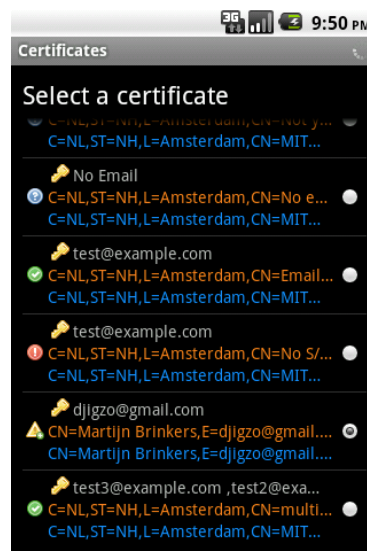 3G 9:50 PM
Certificates
Select a certificate
C=NL,ST=NH,L=Amsterdam,CN=Not y...
C=NL,ST=NH,L=Amsterdam,CN=MIT...
No Email
C=NL,ST=NH,L=Amsterdam,CN=No e...
C=NL,ST=NH,L=Amsterdam,CN=MIT...
test@example.com
C=NL,ST=NH,L=Amsterdam,CN=Email...
C=NL,ST=NH,L=Amsterdam,CN=MIT...
test@example.com
C=NL,ST=NH,L=Amsterdam,CN=No S/...
C=NL,ST=NH,L=Amsterdam,CN=MIT...
djigzo@gmail.com
CN=Martijn Brinkers,E=djigzo@gmail....
CN=Martijn Brinkers,E=djigzo@gmail....
test3@example.com ,test2@exa...
C=NL,ST=NH,L=Amsterdam,CN=multi...
C=NL,ST=NH,L=Amsterdam,CN=MIT...